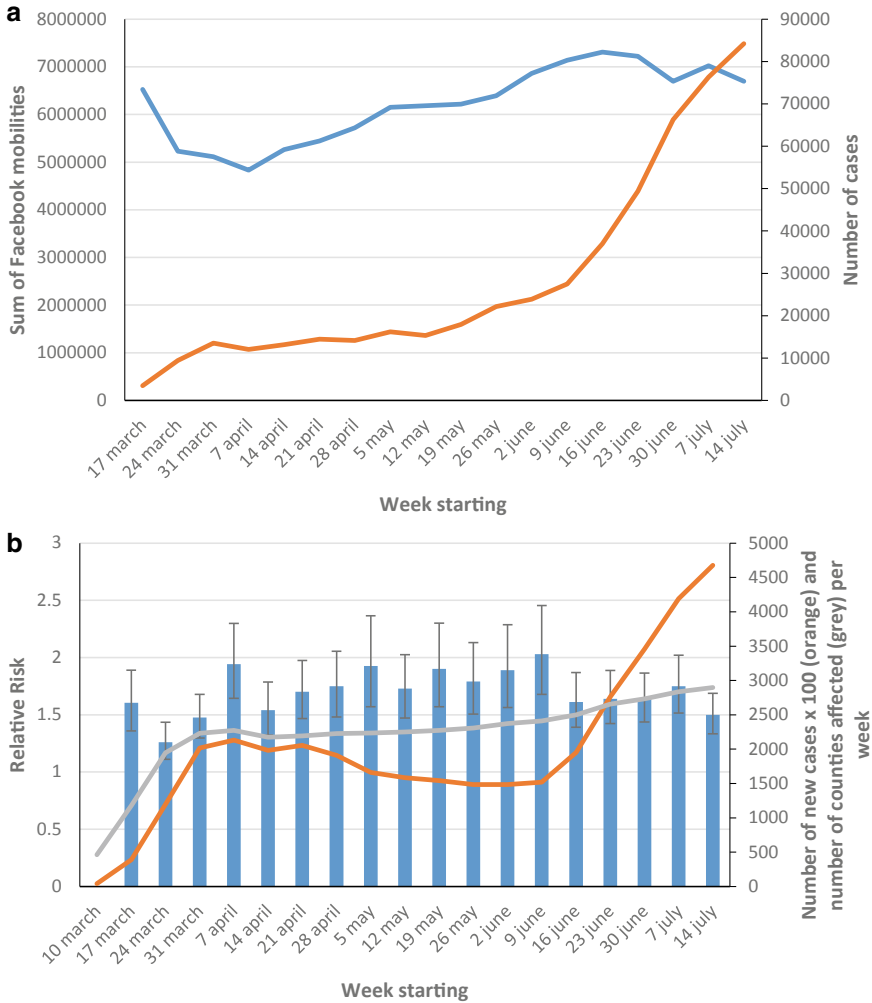 a
8000000
7000000
6000000
5000000
4000000
3000000
2000000
1000000
0
Sum of Facebook mobilities
90000
80000
70000
60000
50000
40000
30000
20000
10000
0
Number of cases
17 march
24 march
31 march
7 april
14 april
21 april
28 april
5 may
12 may
19 may
26 may
2 june
9 june
16 june
23 june
30 june
7 july
14 july
Week starting
b
3
2.5
2
1.5
1
0.5
0
Relative Risk
5000
4500
4000
3500
3000
2500
2000
1500
1000
500
0
Number of new cases x 100 (orange) and
number of counties affected (grey) per
week
10 march
17 march
24 march
31 march
7 april
14 april
21 april
28 april
5 may
12 may
19 may
26 may
2 june
9 june
16 june
23 june
30 june
7 july
14 july
Week starting